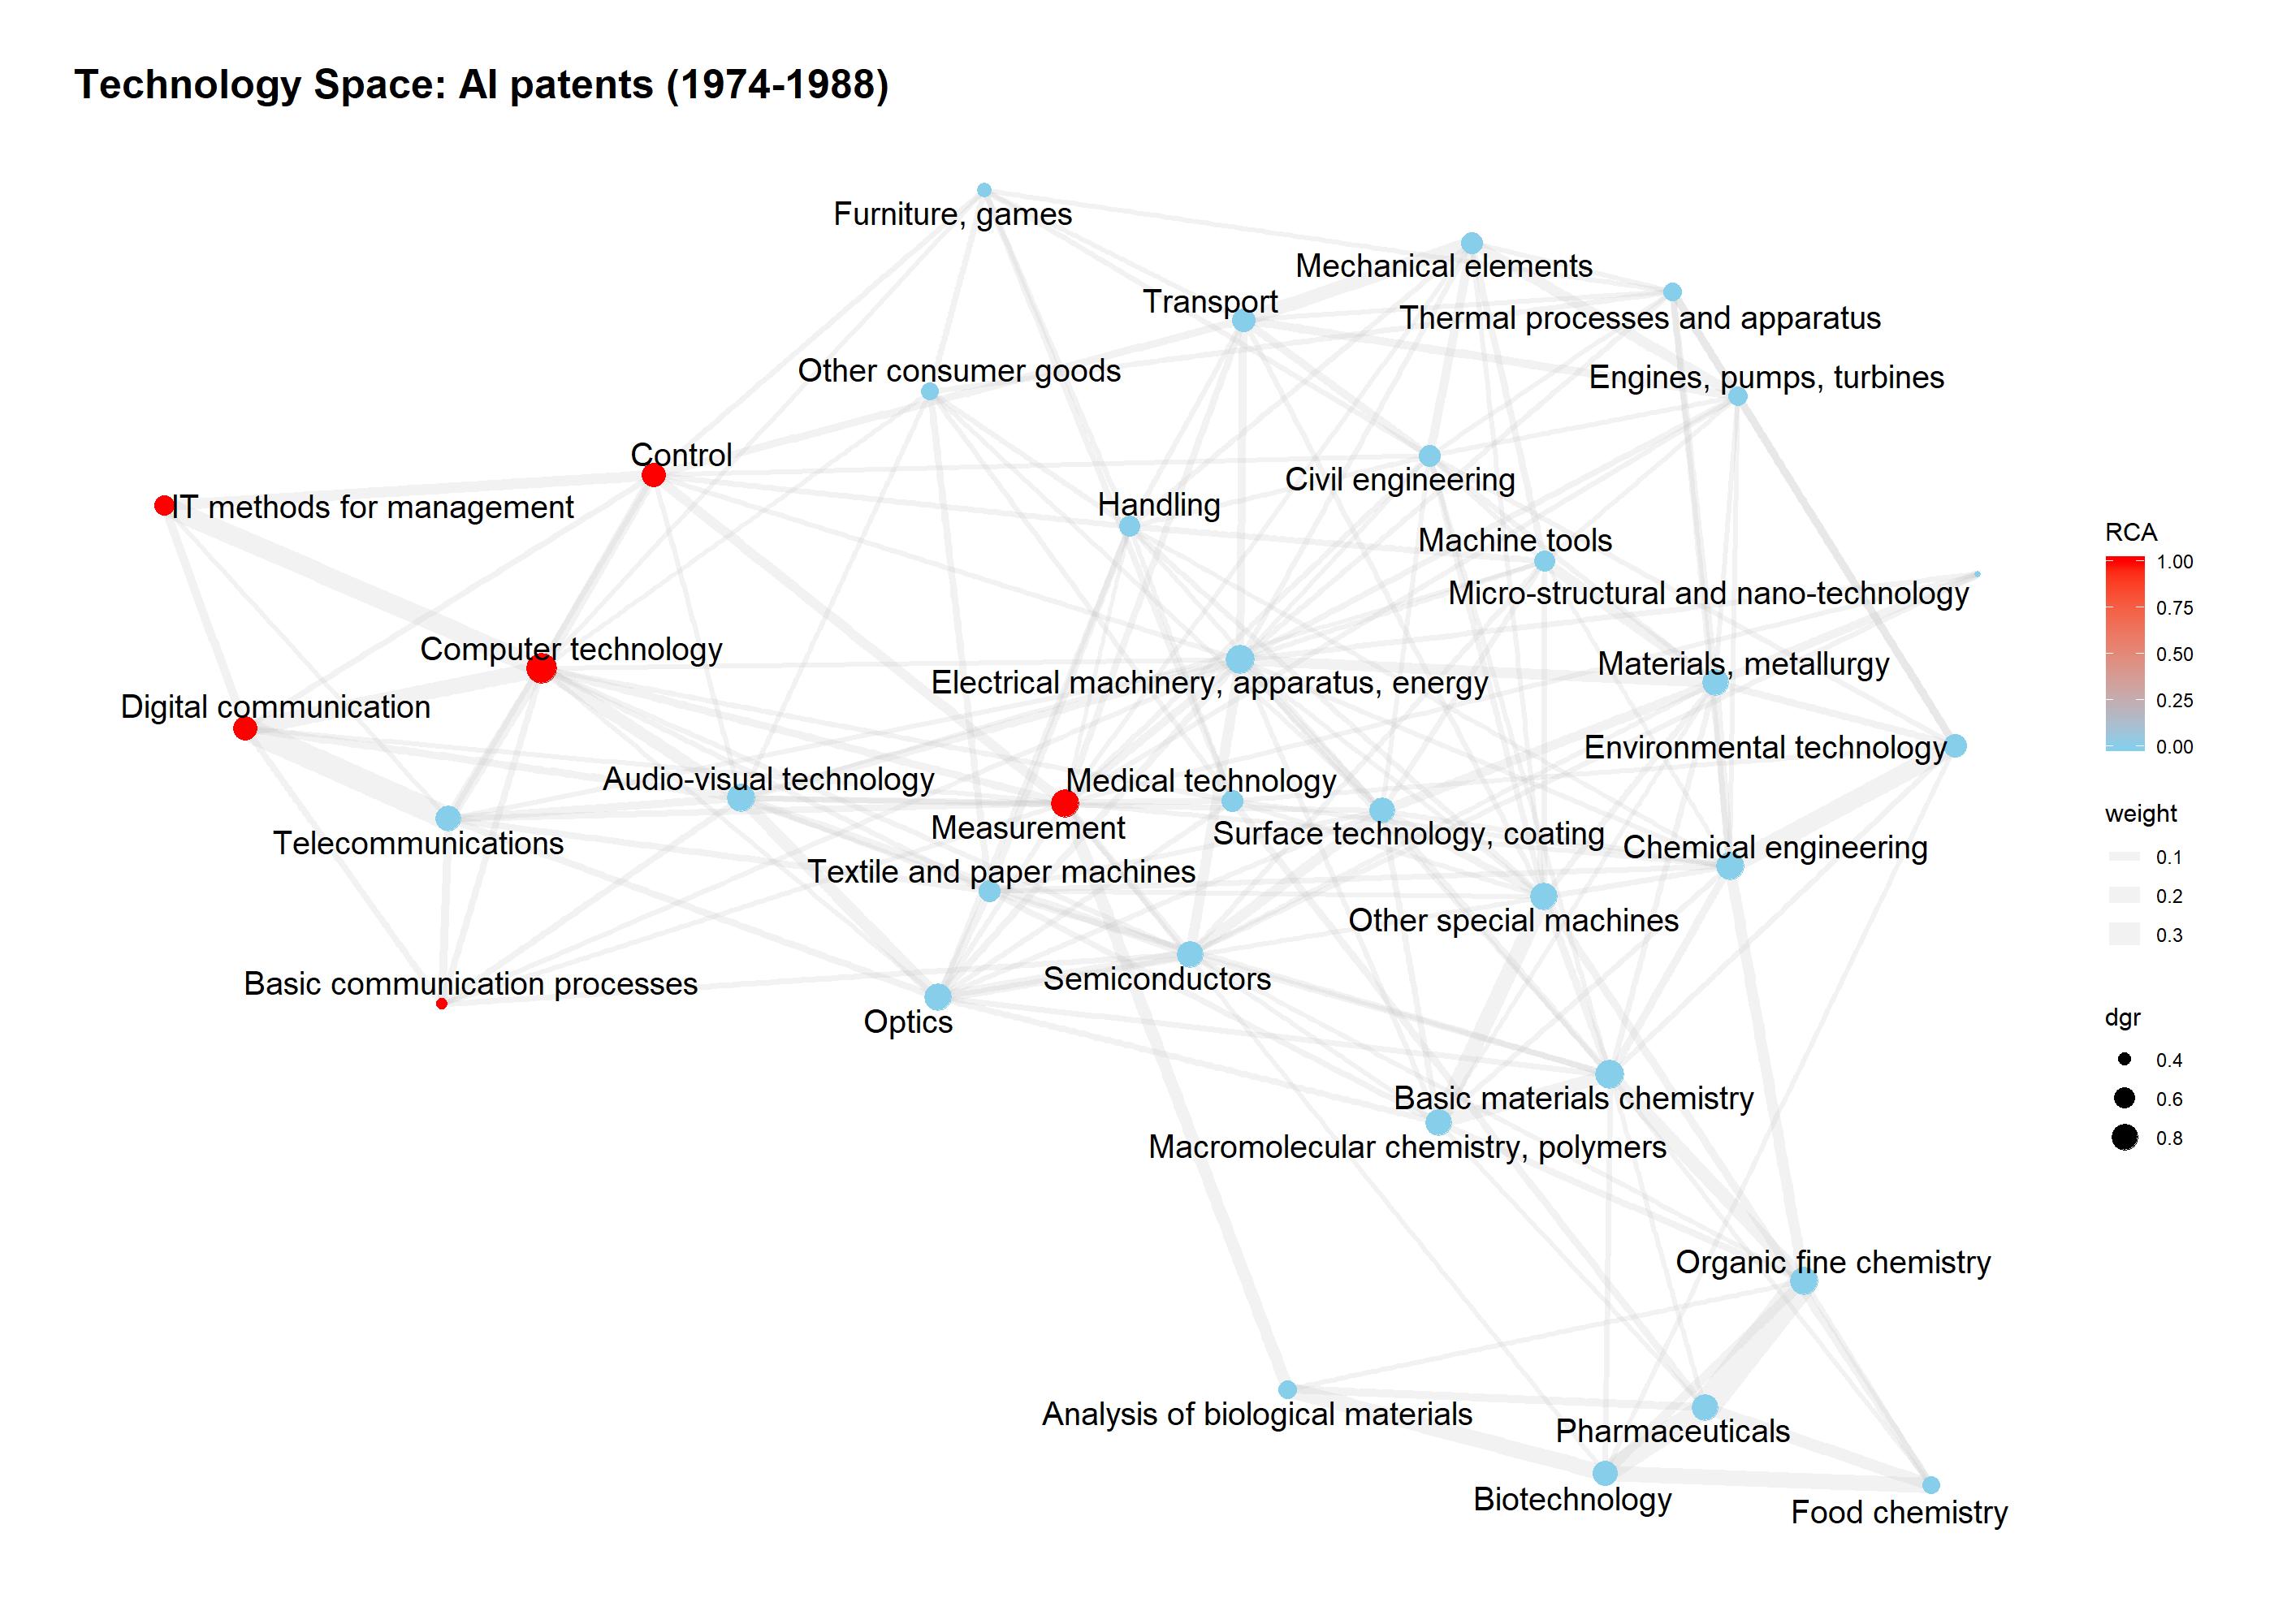 Technology Space: AI patents (1974-1988)
Furniture, games
Mechanical elements
Transport
Thermal processes and apparatus
Other consumer goods
Engines, pumps, turbines
Control
Civil engineering
IT methods for management
Handling
Machine tools
Micro-structural and nano-technology
Computer technology
Electrical machinery, apparatus, energy
Materials, metallurgy
Digital communication
Environmental technology
Audio-visual technology
Medical technology
Measurement
Surface technology, coating
Telecommunications
Chemical engineering
Textile and paper machines
Other special machines
Basic communication processes
Semiconductors
Optics
Basic materials chemistry
Macromolecular chemistry, polymers
Organic fine chemistry
Analysis of biological materials
Pharmaceuticals
Biotechnology
Food chemistry
RCA
1.00
0.75
0.50
0.25
0.00
weight
0.1
0.2
0.3
dgr
0.4
0.6
0.8